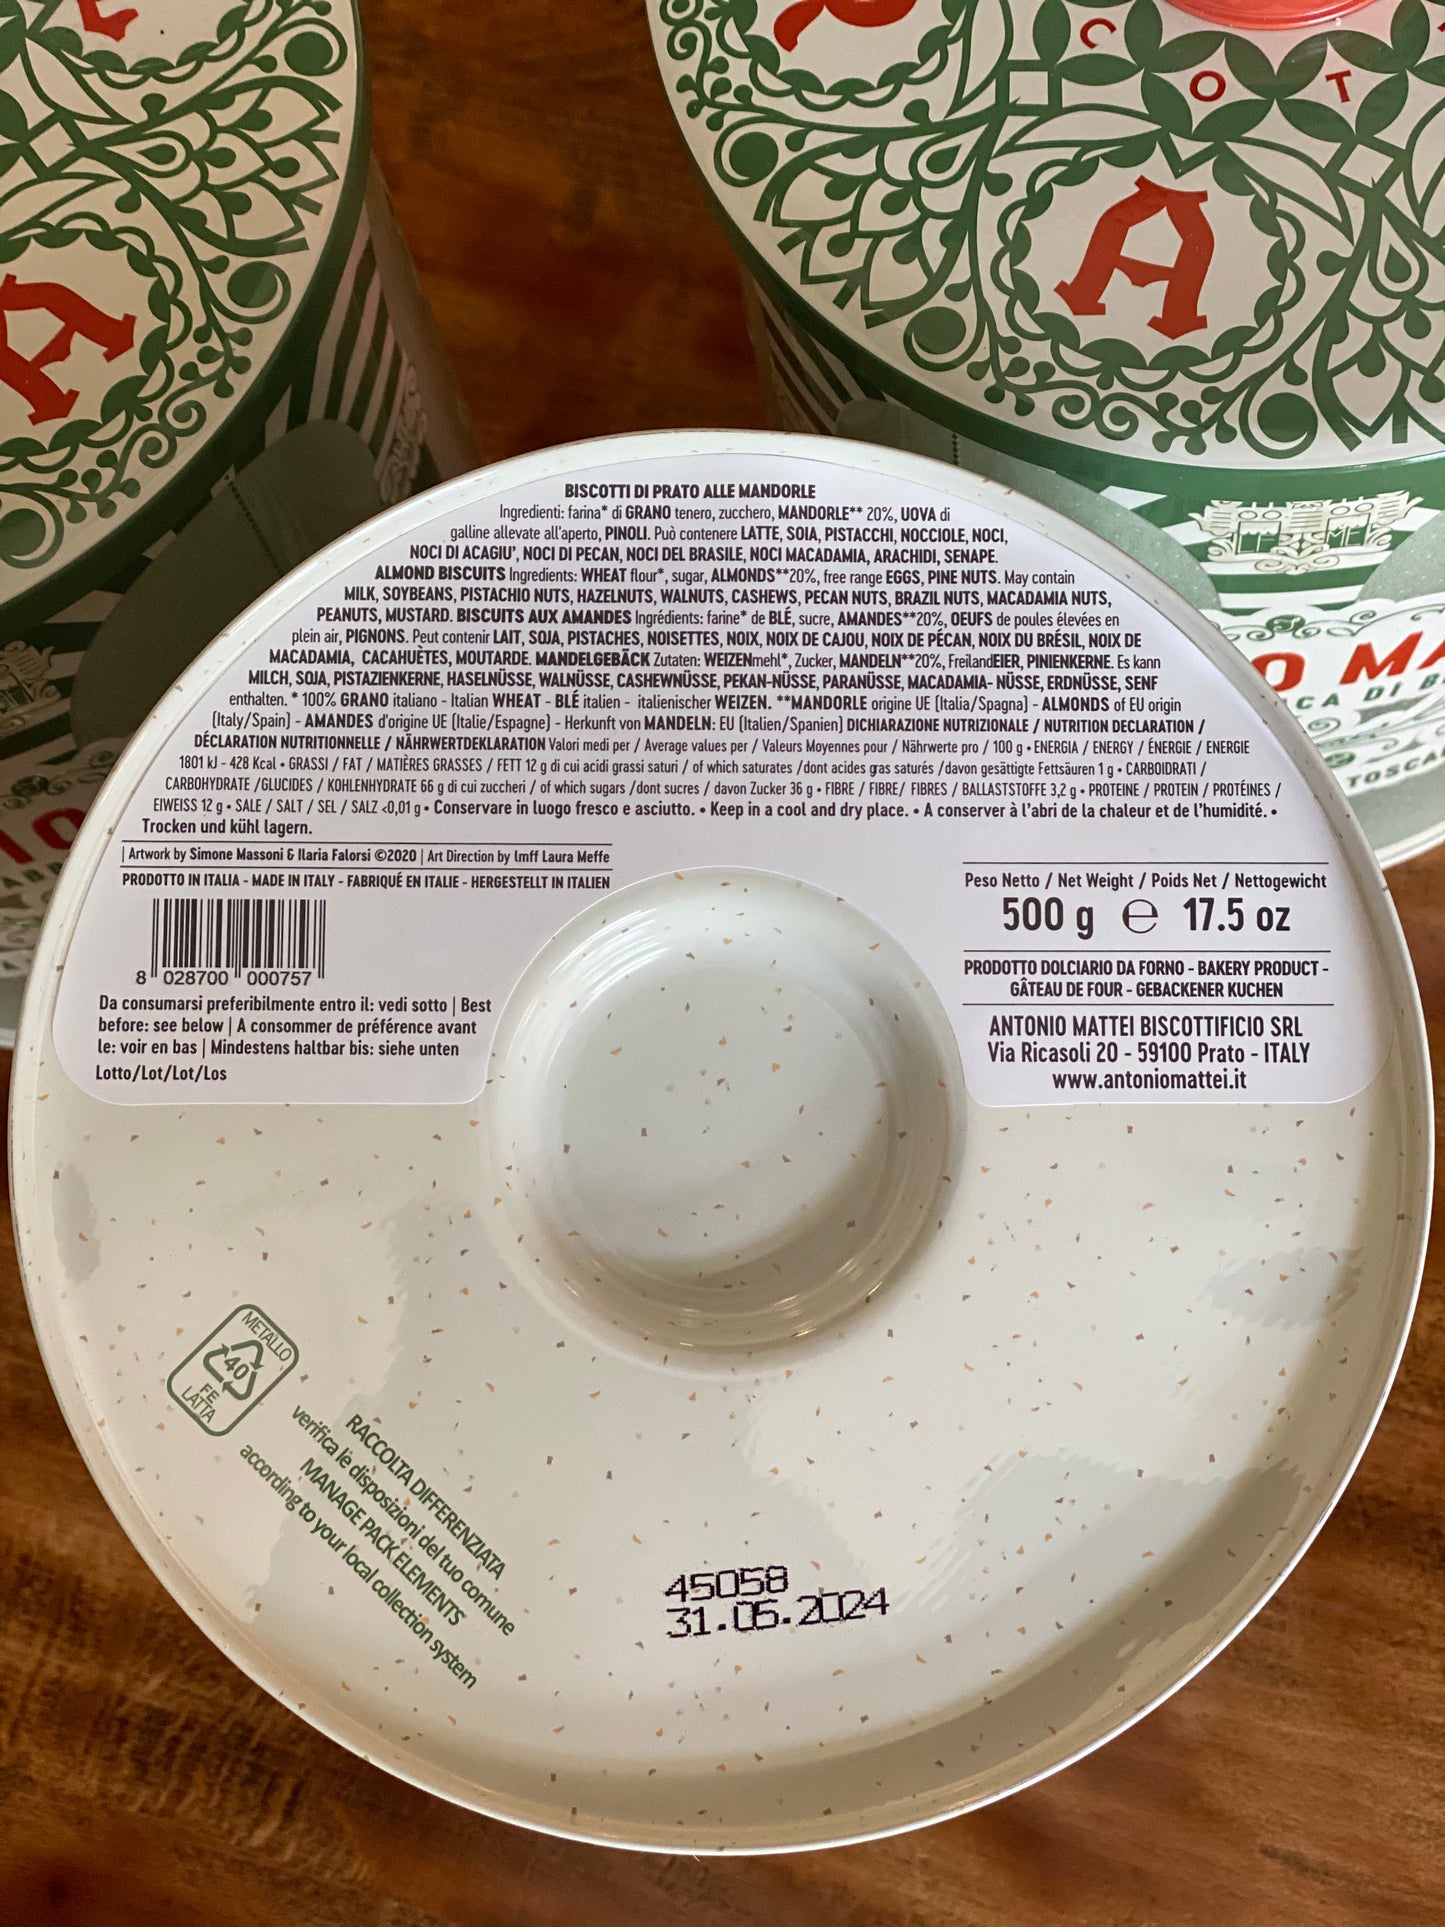 C
O
T
A
A
O MA
CA DI B
TOSCA
BISCOTTI DI PRATO ALLE MANDORLE
Ingredienti: farina* di GRANO tenero, zucchero, MANDORLE** 20%, UOVA di
galline allevate all'aperto, PINOLI. Può contenere LATTE, SOIA, PISTACCHI, NOCCIOLE, NOCI,
NOCI DI ACAGIU', NOCI DI PECAN, NOCI DEL BRASILE, NOCI MACADAMIA, ARACHIDI, SENAPE.
ALMOND BISCUITS Ingredients: WHEAT flour*, sugar, ALMONDS**20%, free range EGGS, PINE NUTS. May contain
MILK, SOYBEANS, PISTACHIO NUTS, HAZELNUTS, WALNUTS, CASHEWS, PECAN NUTS, BRAZIL NUTS, MACADAMIA NUTS,
PEANUTS, MUSTARD. BISCUITS AUX AMANDES Ingrédients: farine* de BLÉ, sucre, AMANDES**20%, OEUFS de poules élevées en
plein air, PIGNONS. Peut contenir LAIT, SOJA, PISTACHES, NOISETTES, NOIX, NOIX DE CAJOU, NOIX DE PÉCAN, NOIX DU BRÉSIL, NOIX DE
MACADAMIA, CACAHUÈTES, MOUTARDE. MANDELGEBÄCK Zutaten: WEIZENmehl*, Zucker, MANDELN**20%, FreilandEIER, PINIENKERNE. Es kann
MILCH, SOJA, PISTAZIENKERNE, HASELNÜSSE, WALNÜSSE, CASHEWNÜSSE, PEKAN-NÜSSE, PARANÜSSE, MACADAMIA- NÜSSE, ERDNÜSSE, SENF
enthalten. * 100% GRANO italiano - Italian WHEAT - BLÉ italien - italienischer WEIZEN. **MANDORLE origine UE (Italia/Spagna) - ALMONDS of EU origin
(Italy/Spain) - AMANDES d'origine UE (Italie/Espagne) - Herkunft von MANDELN: EU (Italien/Spanien) DICHIARAZIONE NUTRIZIONALE / NUTRITION DECLARATION /
DÉCLARATION NUTRITIONNELLE / NÄHRWERTDEKLARATION Valori medi per / Average values per / Valeurs Moyennes pour / Nährwerte pro / 100 g • ENERGIA / ENERGY / ÉNERGIE / ENERGIE
1801 kJ - 428 Kcal • GRASSI / FAT / MATIÈRES GRASSES / FETT 12 g di cui acidi grassi saturi / of which saturates /dont acides gras saturés /davon gesättigte Fettsäuren 1 g • CARBOIDRATI /
CARBOHYDRATE /GLUCIDES / KOHLENHYDRATE 66 g di cui zuccheri / of which sugars /dont sucres / davon Zucker 36 g • FIBRE / FIBRE/ FIBRES / BALLASTSTOFFE 3,2 g • PROTEINE / PROTEIN / PROTÉINES /
EIWEISS 12 g • SALE / SALT / SEL / SALZ <0,01 g • Conservare in luogo fresco e asciutto. • Keep in a cool and dry place. • A conserver à l'abri de la chaleur et de l'humidité. •
Trocken und kühl lagern.
| Artwork by Simone Massoni & Ilaria Falorsi ©2020 | Art Direction by lmff Laura Meffe
PRODOTTO IN ITALIA - MADE IN ITALY - FABRIQUÉ EN ITALIE - HERGESTELLT IN ITALIEN
8 028700 000757
Da consumarsi preferibilmente entro il: vedi sotto | Best
before: see below | A consommer de préférence avant
le: voir en bas | Mindestens haltbar bis: siehe unten
Lotto/Lot/Lot/Los
Peso Netto / Net Weight / Poids Net / Nettogewicht
500 g ℮ 17.5 oz
PRODOTTO DOLCIARIO DA FORNO - BAKERY PRODUCT -
GÂTEAU DE FOUR - GEBACKENER KUCHEN
ANTONIO MATTEI BISCOTTIFICIO SRL
Via Ricasoli 20 - 59100 Prato - ITALY
www.antoniomattei.it
METALLO
40
FE
LATTA
RACCOLTA DIFFERENZIATA
verifica le disposizioni del tuo comune
MANAGE PACK ELEMENTS
according to your local collection system
45058
31.05.2024